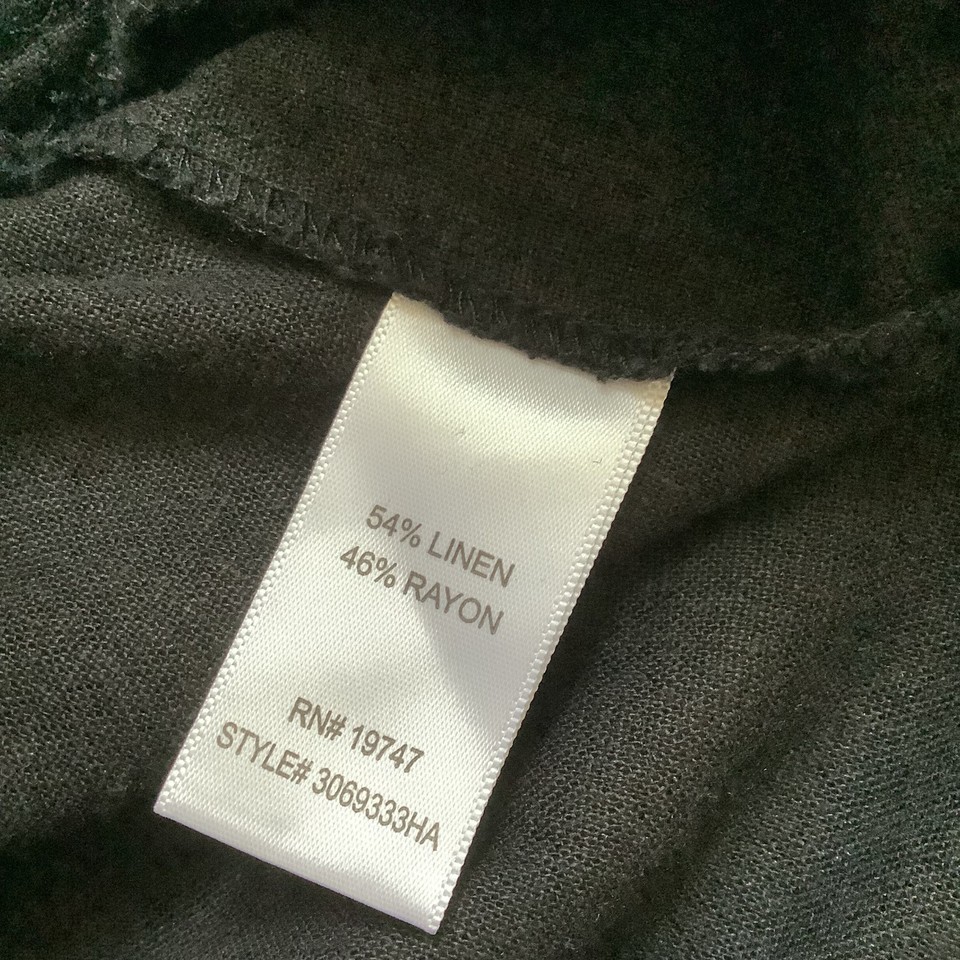 54% LINEN
46% RAYON
RN# 19747
STYLE# 3069333HA